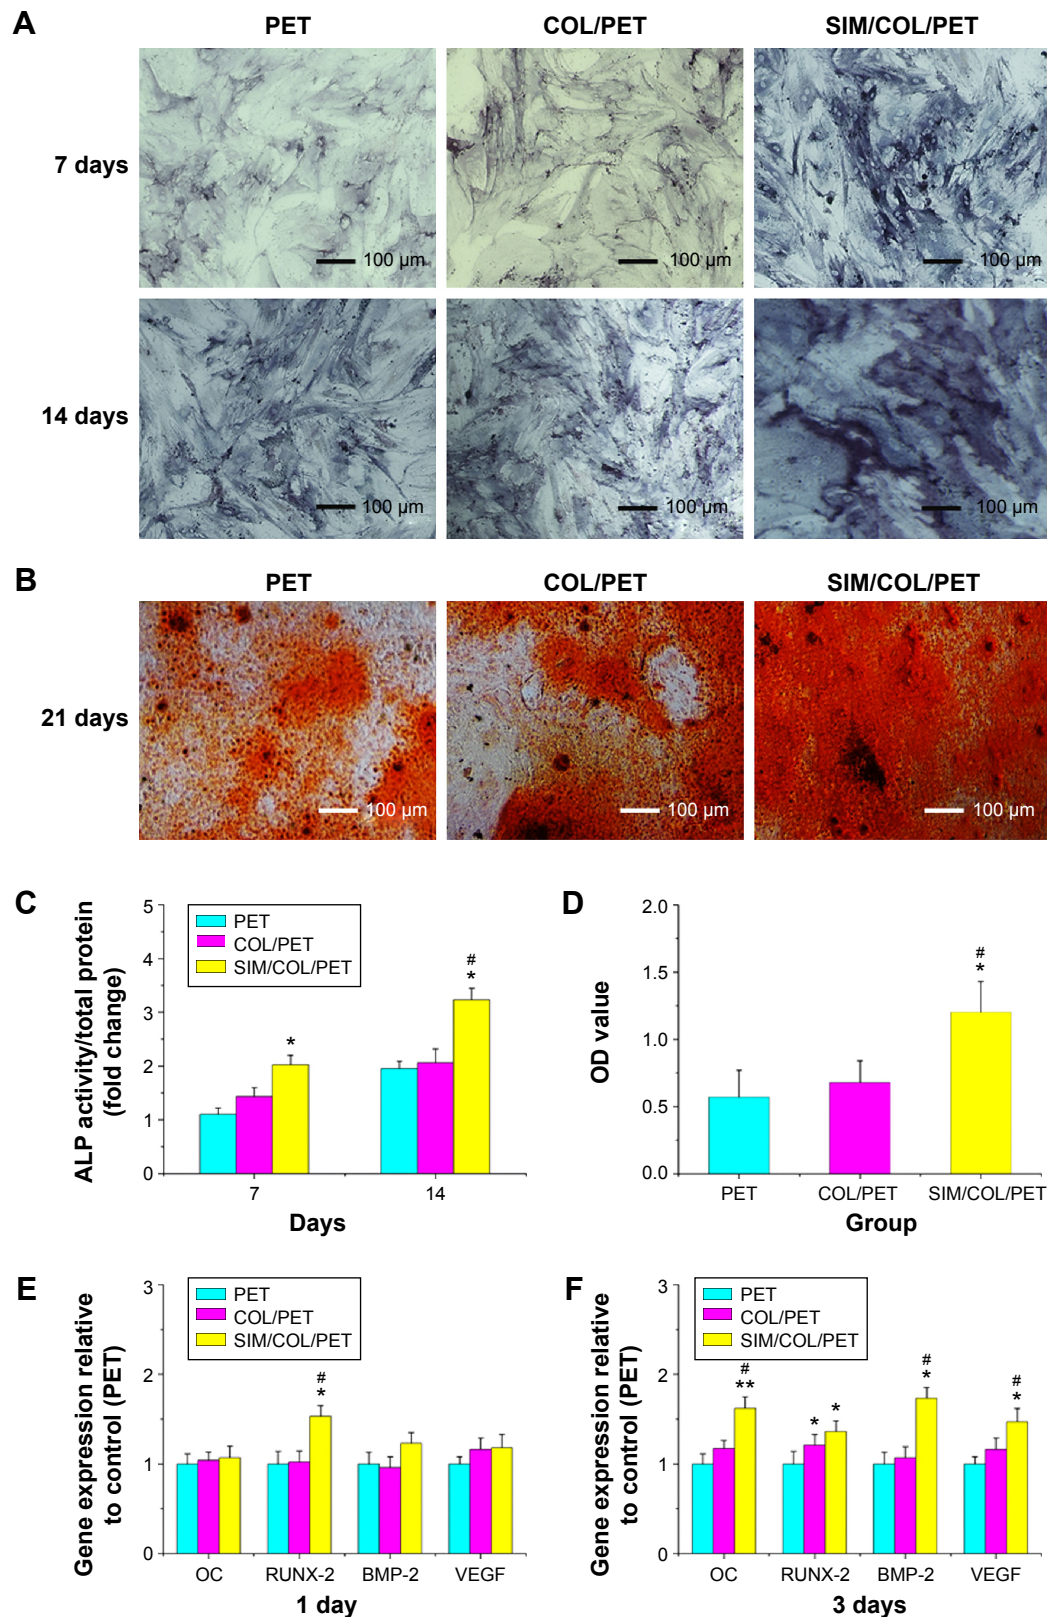 A
PET COL/PET SIM/COL/PET
7 days
100 µm 100 µm 100 µm
14 days
100 µm 100 µm 100 µm
B
PET COL/PET SIM/COL/PET
21 days
100 µm 100 µm 100 µm
C
ALP activity/total protein
(fold change)
5
4
3
2
1
0
PET
COL/PET
SIM/COL/PET
*
#
*
7 14
Days
D
OD value
2.0
1.5
1.0
0.5
0.0
#
*
PET COL/PET SIM/COL/PET
Group
E
Gene expression relative
to control (PET)
3
2
1
0
PET
COL/PET
SIM/COL/PET
#
*
OC RUNX-2 BMP-2 VEGF
1 day
F
Gene expression relative
to control (PET)
3
2
1
0
PET
COL/PET
SIM/COL/PET
#
**
* *
#
*
#
*
OC RUNX-2 BMP-2 VEGF
3 days